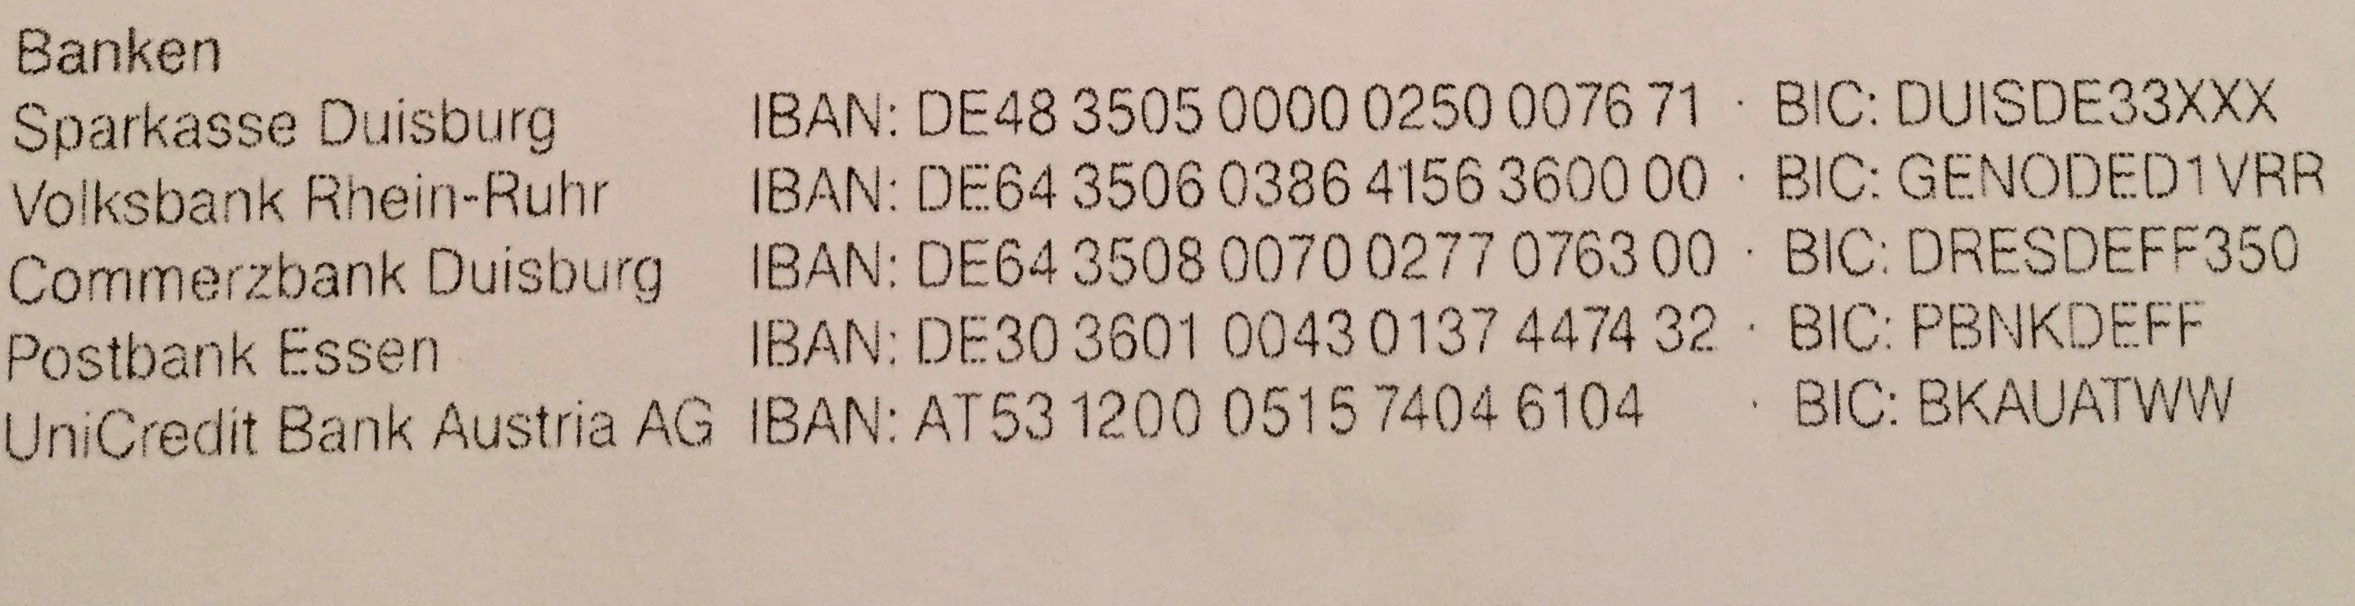 Banken
Sparkasse Duisburg IBAN: DE48 3505 0000 0250 0076 71 · BIC: DUISDE33XXX
Volksbank Rhein-Ruhr IBAN: DE64 3506 0386 4156 3600 00 · BIC: GENODED1VRR
Commerzbank Duisburg IBAN: DE64 3508 0070 0277 0763 00 · BIC: DRESDEFF350
Postbank Essen IBAN: DE30 3601 0043 0137 4474 32 · BIC: PBNKDEFF
UniCredit Bank Austria AG IBAN: AT53 1200 0515 7404 6104 · BIC: BKAUATWW